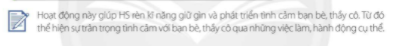 Hoạt động này giúp HS rèn kĩ năng giữ gìn và phát triển tình cảm bạn bè, thầy cô. Từ đó
thể hiện sự trân trọng tình cảm với bạn bè, thầy cô qua những việc làm, hành động cụ thể.